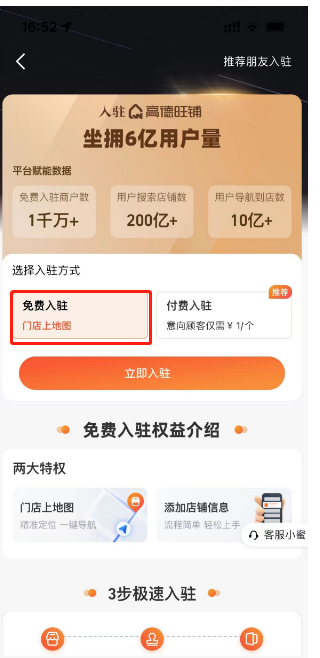 16:52
推荐朋友入驻
入驻 高德旺铺
坐拥6亿用户量
平台赋能数据
免费入驻商户数 用户搜索店铺数 用户导航到店数
1千万+ 200亿+ 10亿+
选择入驻方式
免费入驻
门店上地图
推荐
付费入驻
意向顾客仅需 ¥ 1/个
立即入驻
免费入驻权益介绍
两大特权
门店上地图
精准定位 一键导航
添加店铺信息
流程简单 轻松上手
客服小蜜
3步极速入驻